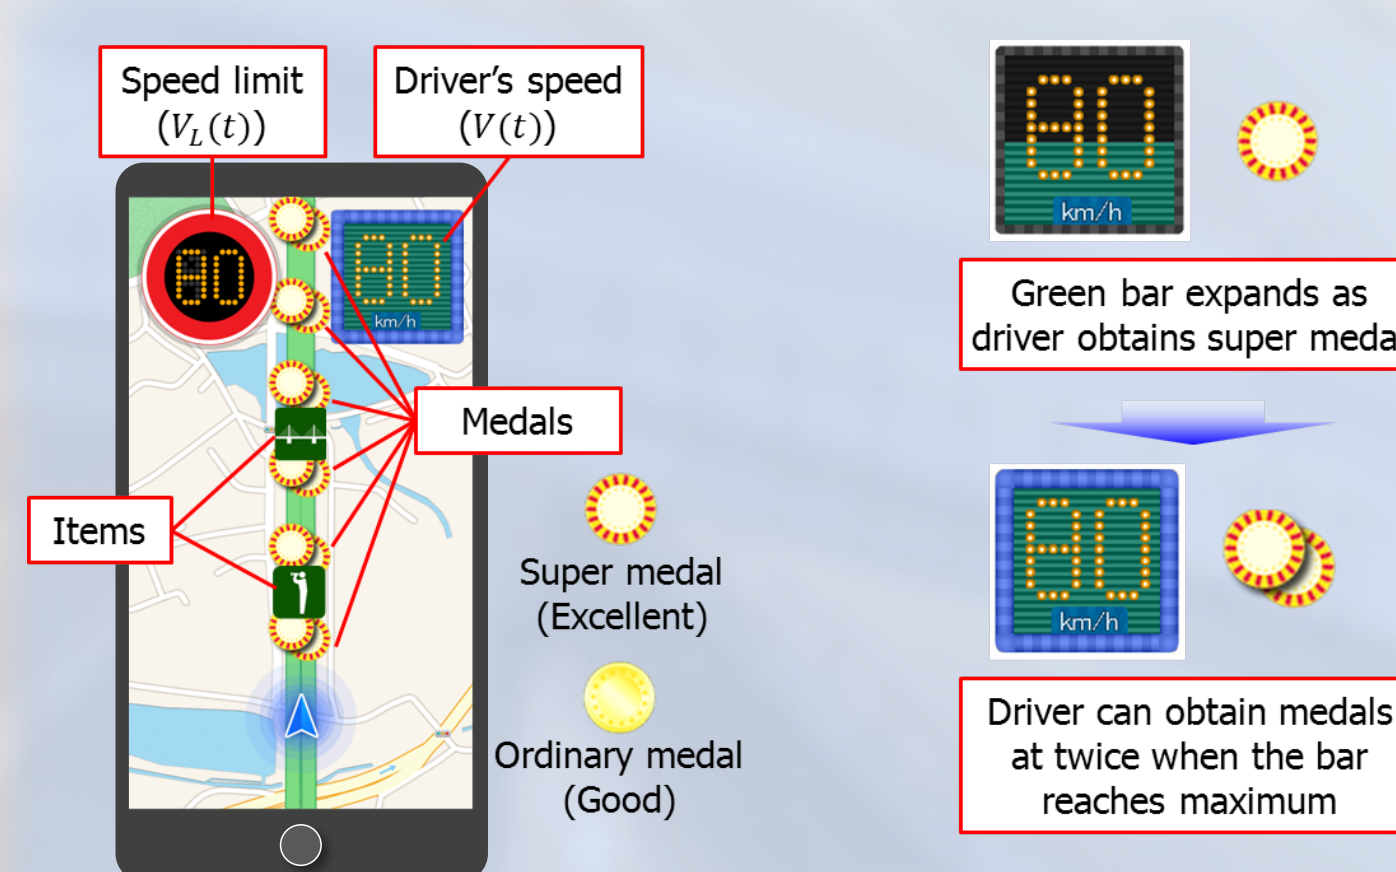 Speed limit
(V_L(t))
Driver's speed
(V(t))
80
80
km/h
Medals
Items
Super medal
(Excellent)
Ordinary medal
(Good)
80
km/h
Green bar expands as
driver obtains super meda
80
km/h
Driver can obtain medals
at twice when the bar
reaches maximum